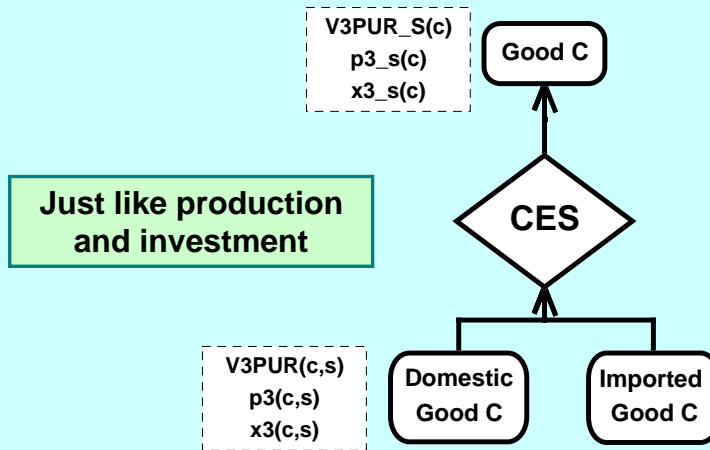 V3PUR_S(c)
p3_s(c)
x3_s(c)
Good C
Just like production
and investment
CES
V3PUR(c,s)
p3(c,s)
x3(c,s)
Domestic
Good C
Imported
Good C